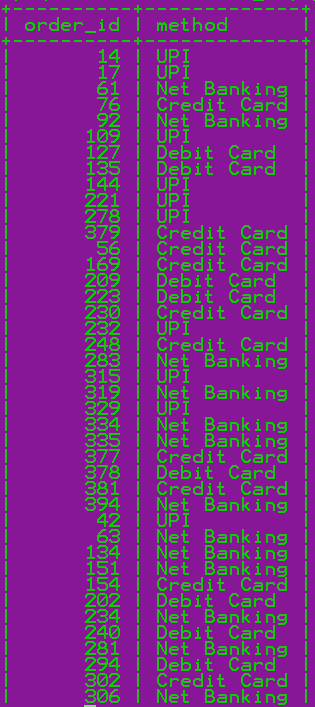 order_id | method
14 | UPI
17 | UPI
61 | Net Banking
76 | Credit Card
92 | Net Banking
109 | UPI
127 | Debit Card
135 | Debit Card
144 | UPI
221 | UPI
278 | UPI
379 | Credit Card
56 | Credit Card
169 | Credit Card
209 | Debit Card
223 | Debit Card
230 | Credit Card
232 | UPI
248 | Credit Card
283 | Net Banking
315 | UPI
319 | Net Banking
329 | UPI
334 | Net Banking
335 | Net Banking
377 | Credit Card
378 | Debit Card
381 | Credit Card
394 | Net Banking
42 | UPI
63 | Net Banking
134 | Net Banking
151 | Net Banking
154 | Credit Card
202 | Debit Card
234 | Net Banking
240 | Debit Card
281 | Net Banking
294 | Debit Card
302 | Credit Card
306 | Net Banking